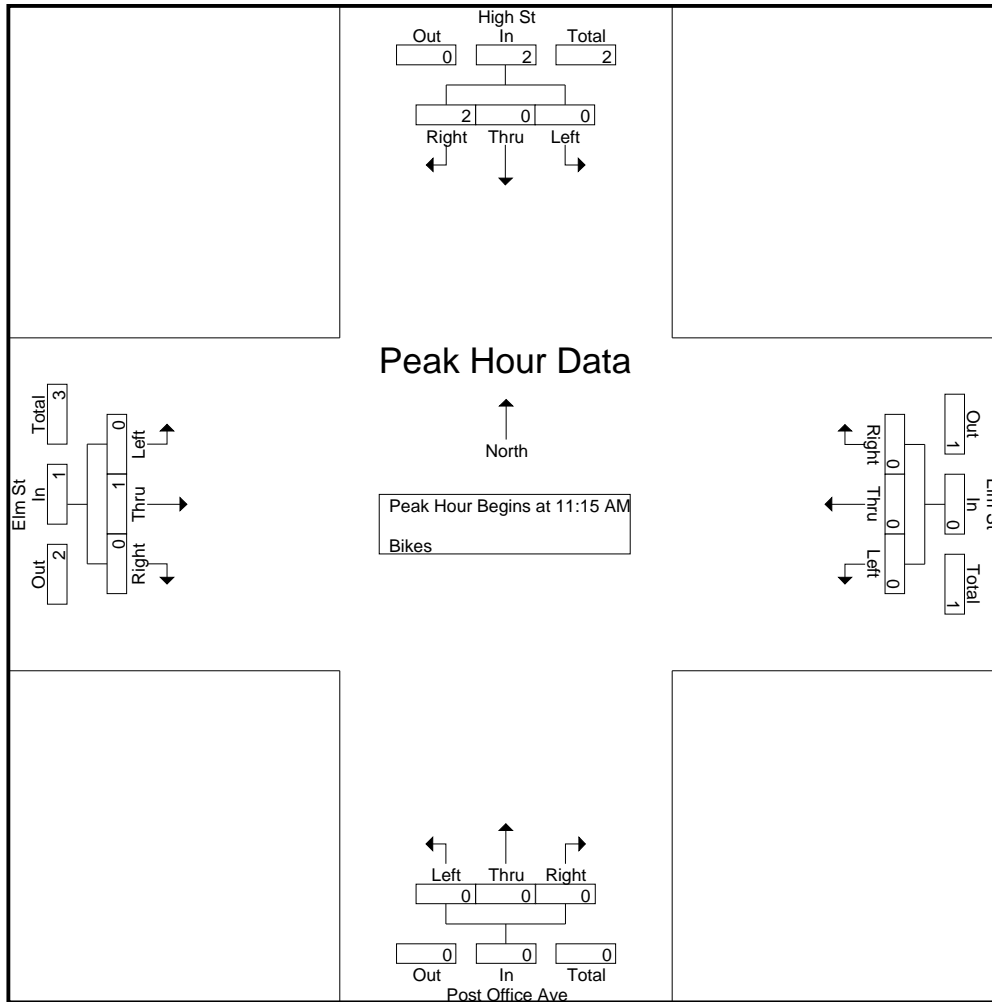 High St
Out In Total
0 2 2
2 0 0
Right Thru Left
Peak Hour Data
North
Peak Hour Begins at 11:15 AM
Bikes
Elm St
Total In Out
3 1 2
0 1 0
Left Thru Right
Right Thru Left
0 0 0
Out In Total
1 0 1
Elm St
Left Thru Right
0 0 0
0 0 0
Out In Total
Post Office Ave